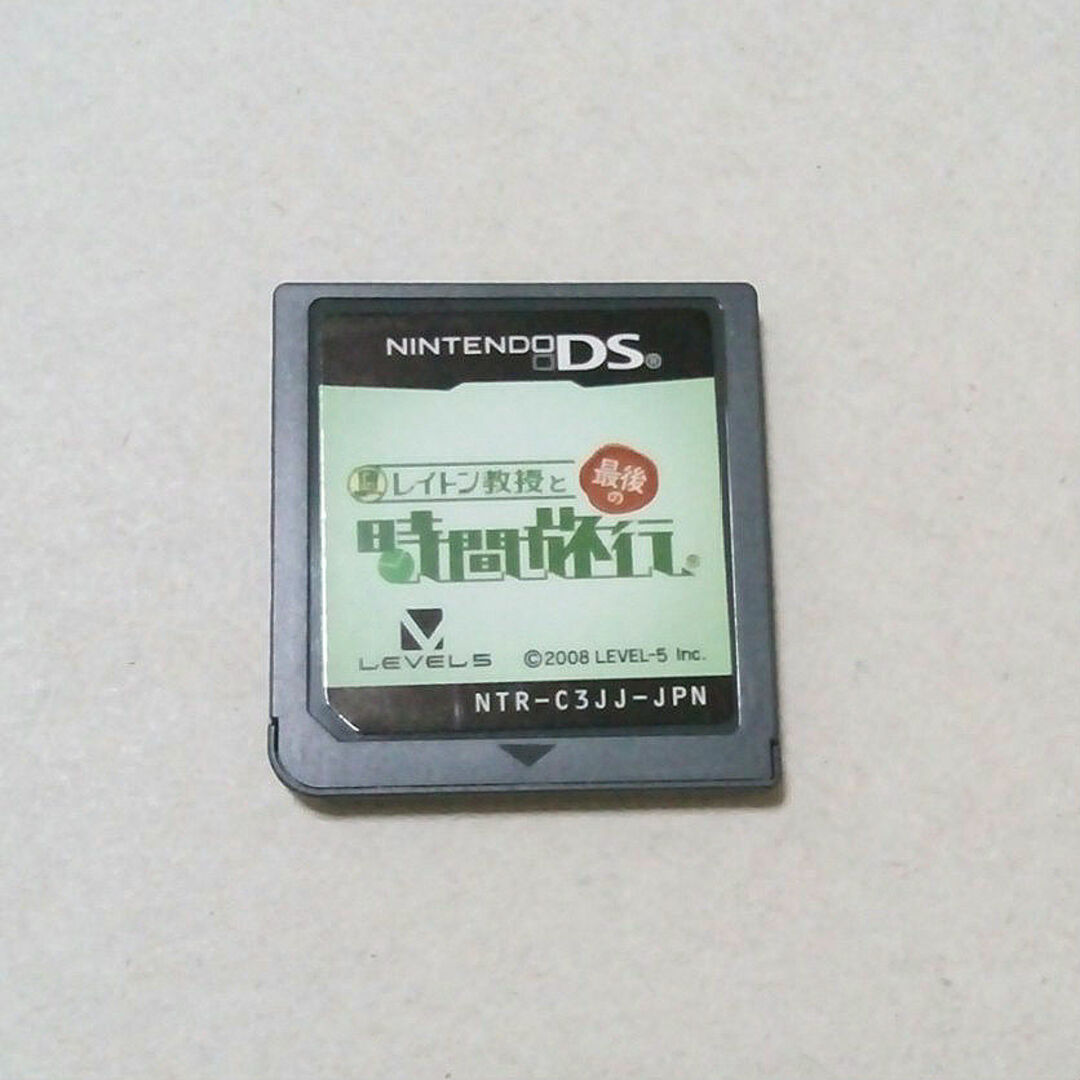 NINTENDO DS®
レイトン教授と
最後の
時間旅行
LEVEL5
©2008 LEVEL-5 Inc.
NTR-C3JJ-JPN